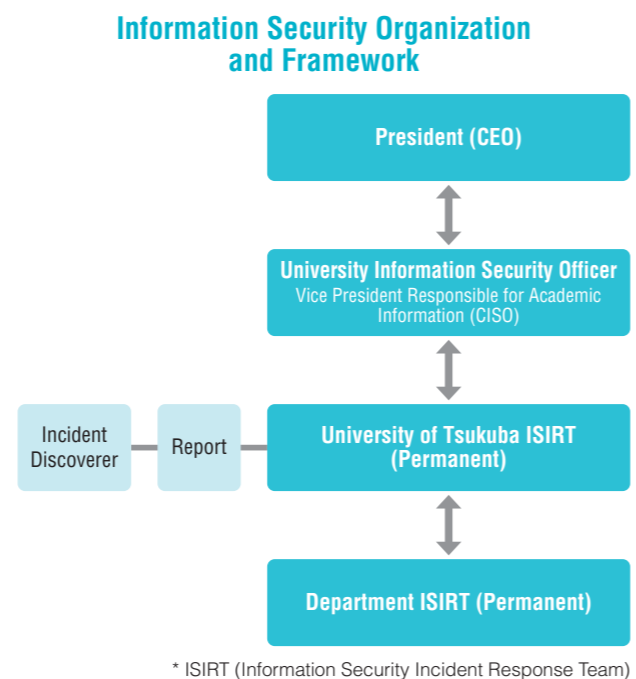 Information Security Organization
and Framework
President (CEO)
University Information Security Officer
Vice President Responsible for Academic
Information (CISO)
Incident
Discoverer
Report
University of Tsukuba ISIRT
(Permanent)
Department ISIRT (Permanent)
* ISIRT (Information Security Incident Response Team)